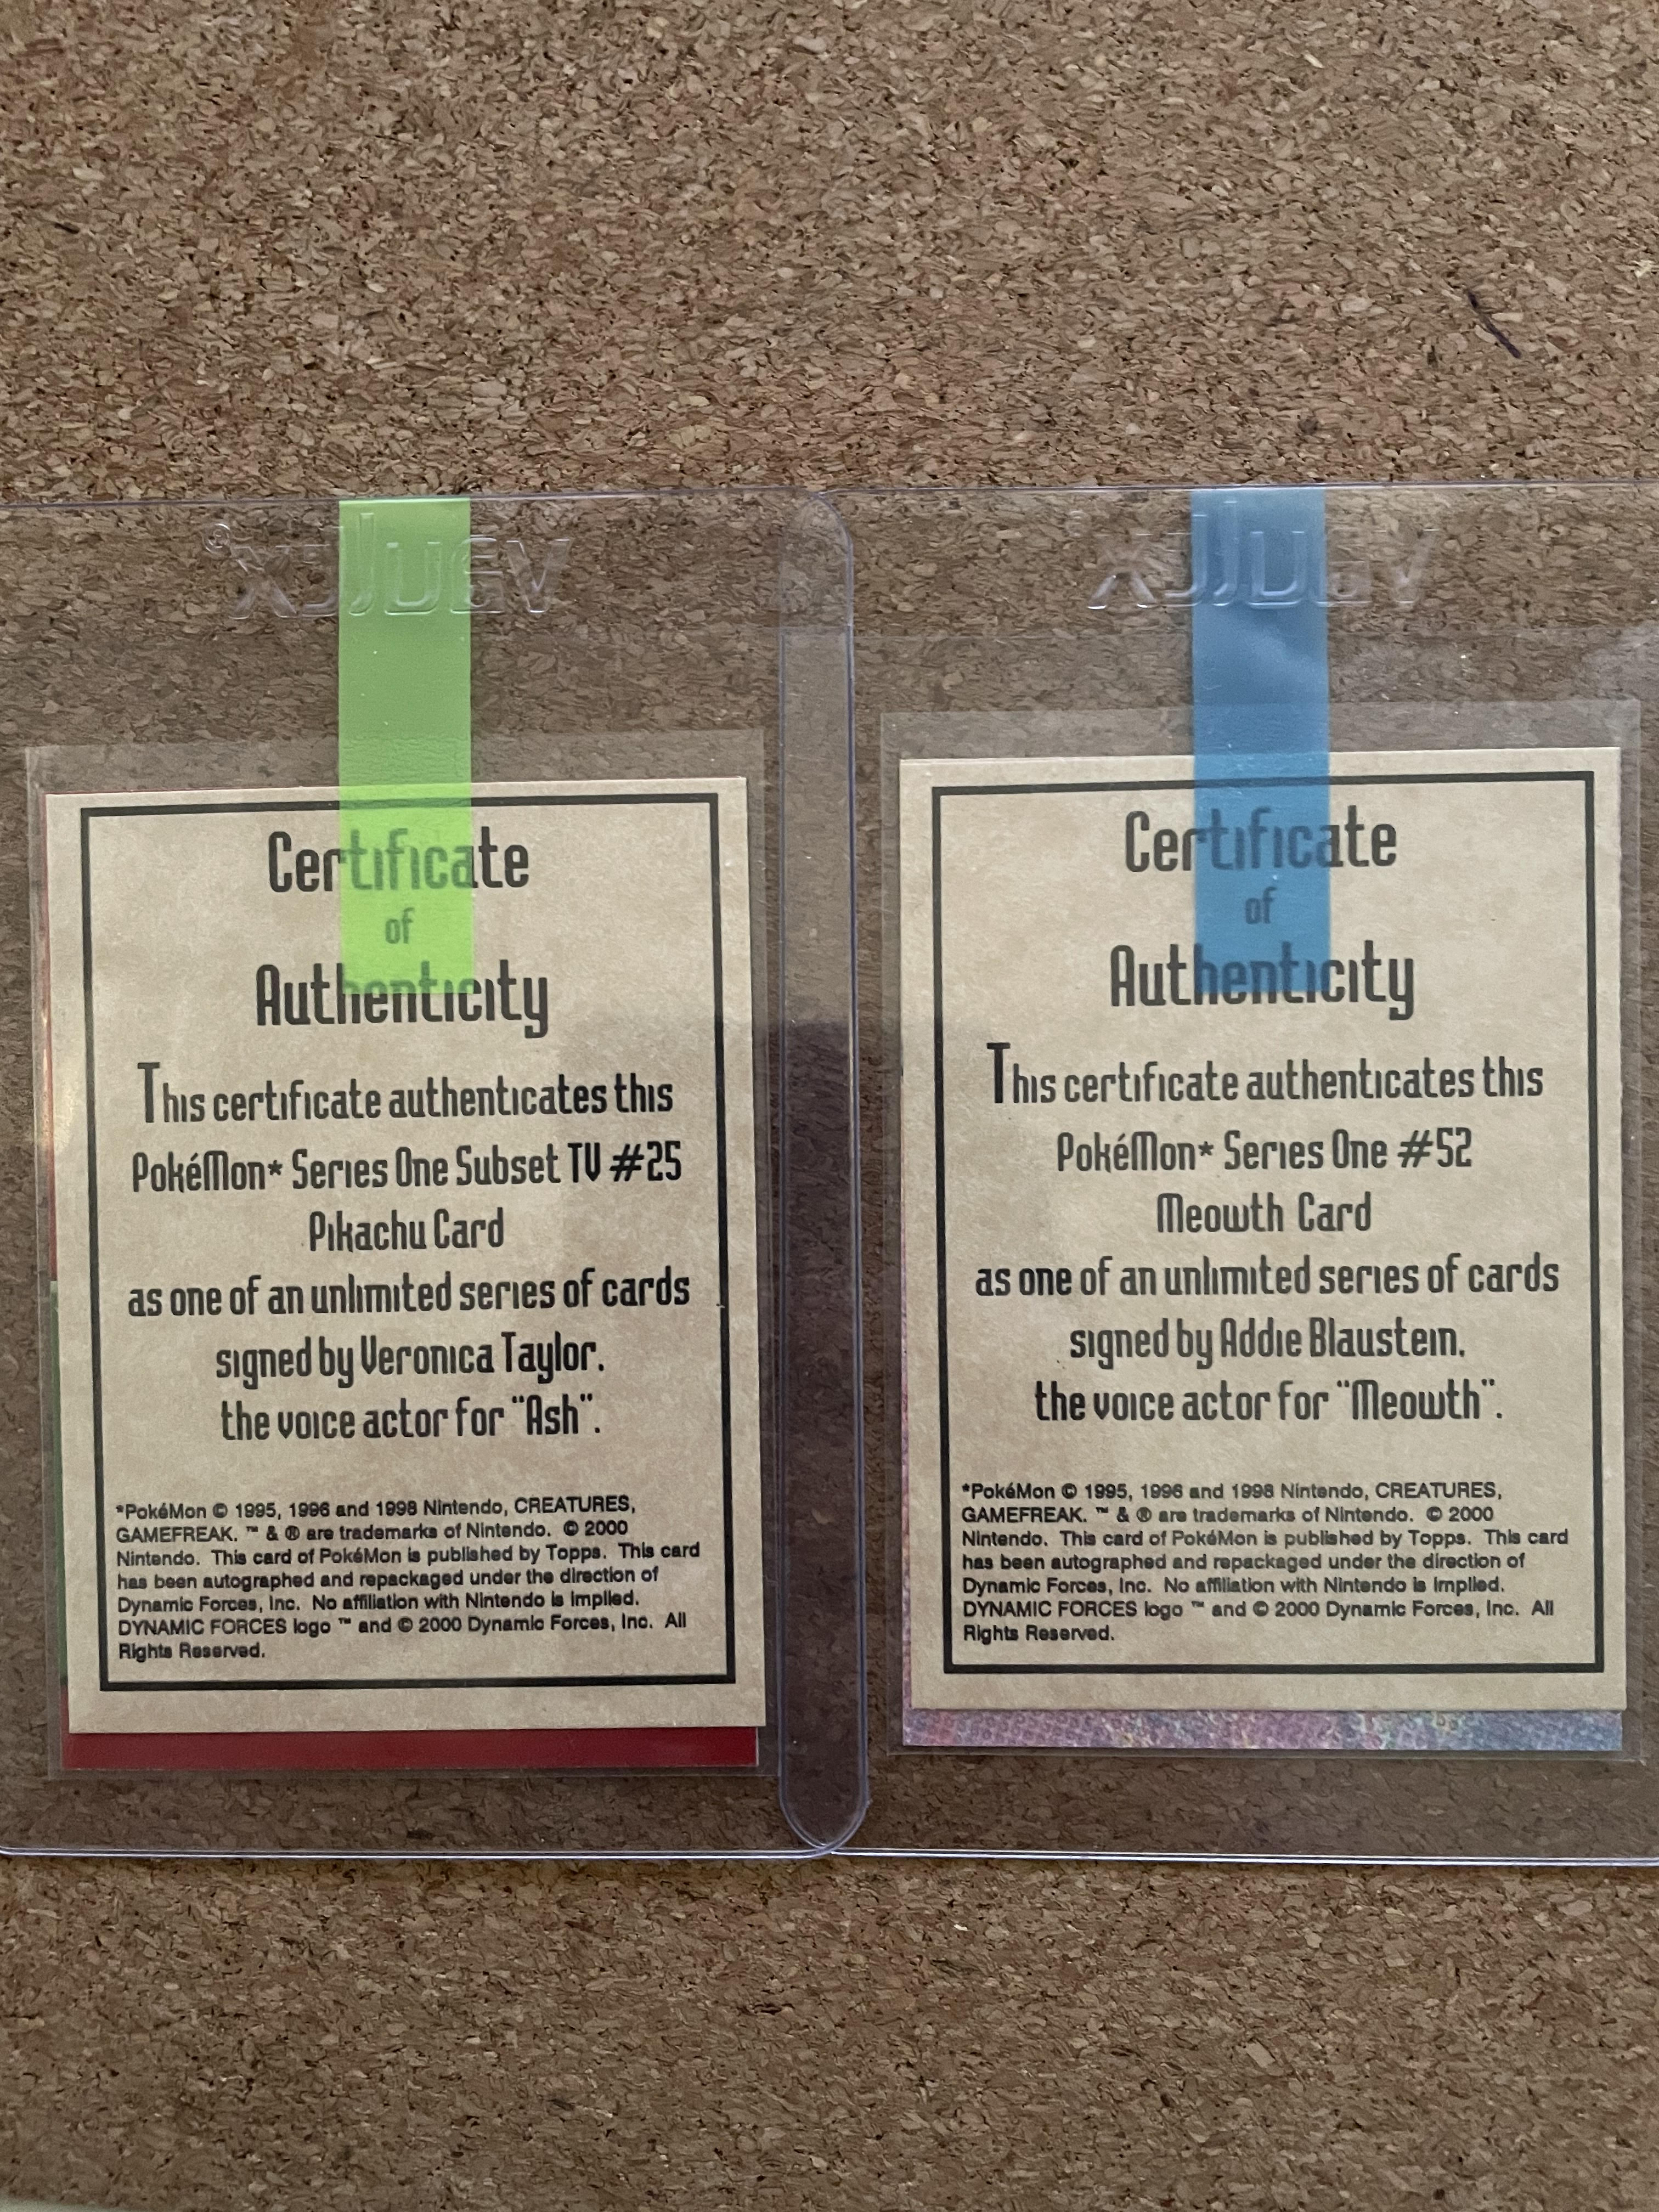 vaulex®
Certificate
of
Authenticity
This certificate authenticates this
PokéMon* Series One Subset TV #25
Pikachu Card
as one of an unlimited series of cards
signed by Veronica Taylor,
the voice actor for "Ash".
*PokéMon © 1995, 1996 and 1998 Nintendo, CREATURES,
GAMEFREAK. ™ & ® are trademarks of Nintendo. © 2000
Nintendo. This card of PokéMon is published by Topps. This card
has been autographed and repackaged under the direction of
Dynamic Forces, Inc. No affiliation with Nintendo is implied.
DYNAMIC FORCES logo ™ and © 2000 Dynamic Forces, Inc. All
Rights Reserved.
vaulex
Certificate
of
Authenticity
This certificate authenticates this
PokéMon* Series One #52
Meowth Card
as one of an unlimited series of cards
signed by Addie Blaustein,
the voice actor for "Meowth".
*PokéMon © 1995, 1996 and 1998 Nintendo, CREATURES,
GAMEFREAK. ™ & ® are trademarks of Nintendo. © 2000
Nintendo. This card of PokéMon is published by Topps. This card
has been autographed and repackaged under the direction of
Dynamic Forces, Inc. No affiliation with Nintendo is implied.
DYNAMIC FORCES logo ™ and © 2000 Dynamic Forces, Inc. All
Rights Reserved.